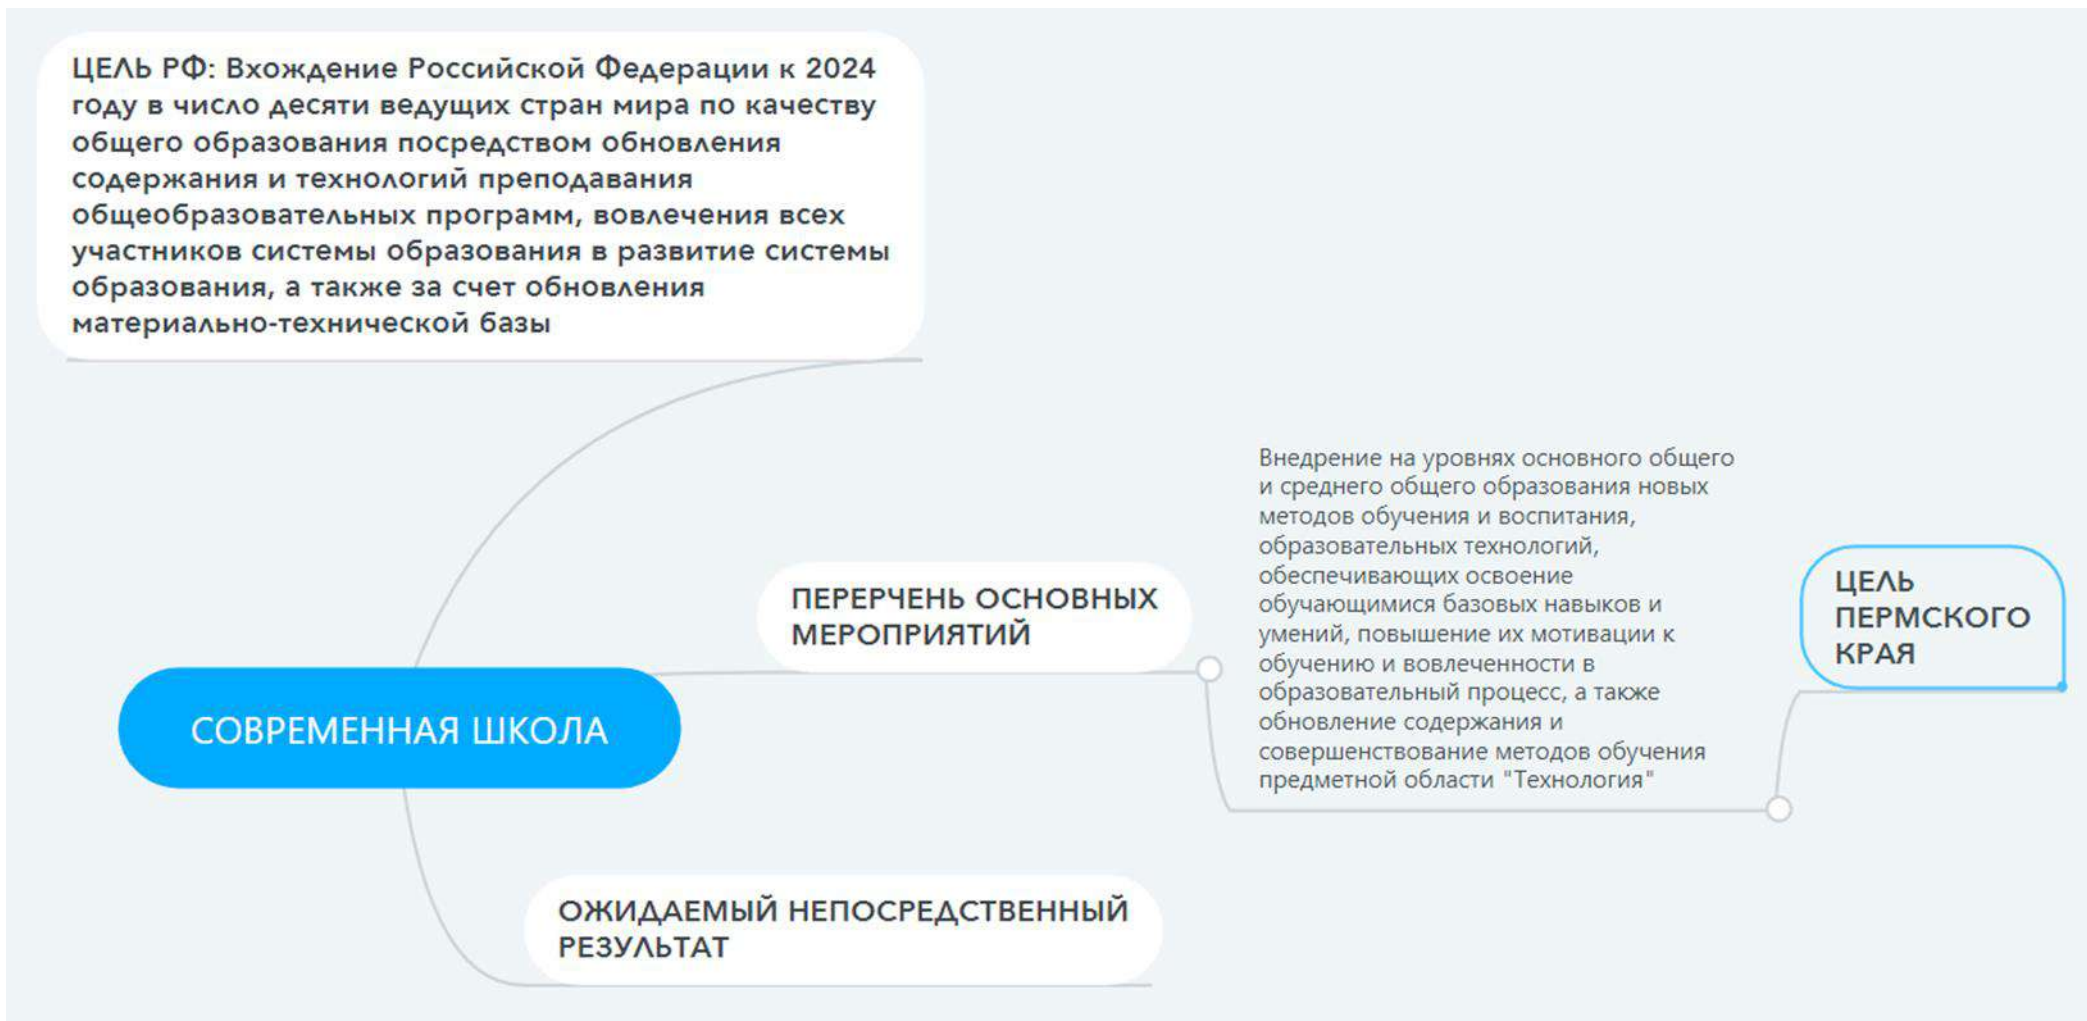 ЦЕЛЬ РФ: Вхождение Российской Федерации к 2024
году в число десяти ведущих стран мира по качеству
общего образования посредством обновления
содержания и технологий преподавания
общеобразовательных программ, вовлечения всех
участников системы образования в развитие системы
образования, а также за счет обновления
материально-технической базы
СОВРЕМЕННАЯ ШКОЛА
ПЕРЕРЧЕНЬ ОСНОВНЫХ
МЕРОПРИЯТИЙ
Внедрение на уровнях основного общего
и среднего общего образования новых
методов обучения и воспитания,
образовательных технологий,
обеспечивающих освоение
обучающимися базовых навыков и
умений, повышение их мотивации к
обучению и вовлеченности в
образовательный процесс, а также
обновление содержания и
совершенствование методов обучения
предметной области "Технология"
ЦЕЛЬ
ПЕРМСКОГО
КРАЯ
ОЖИДАЕМЫЙ НЕПОСРЕДСТВЕННЫЙ
РЕЗУЛЬТАТ